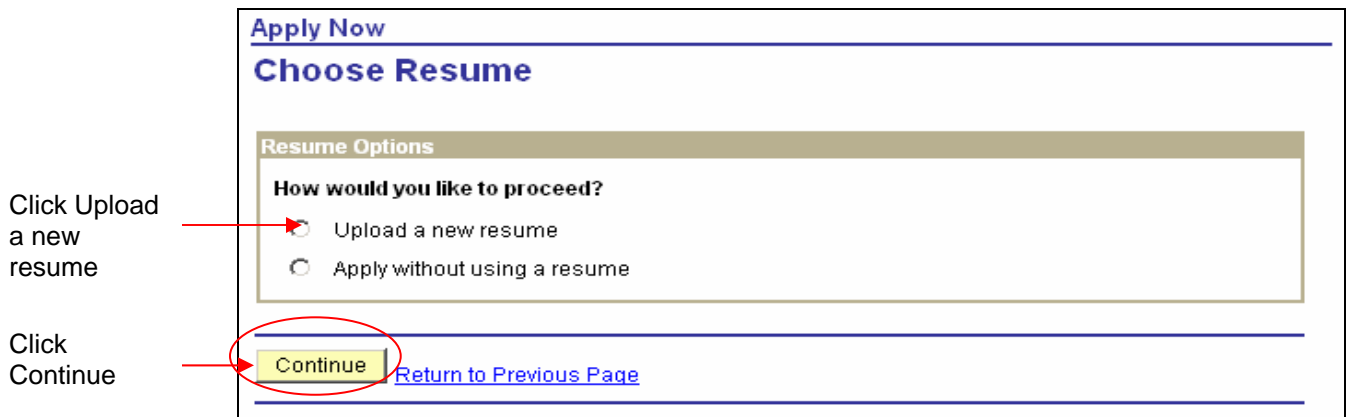 Apply Now
Choose Resume
Resume Options
How would you like to proceed?
Click Upload
a new
resume
Upload a new resume
Apply without using a resume
Click
Continue
Continue
Return to Previous Page